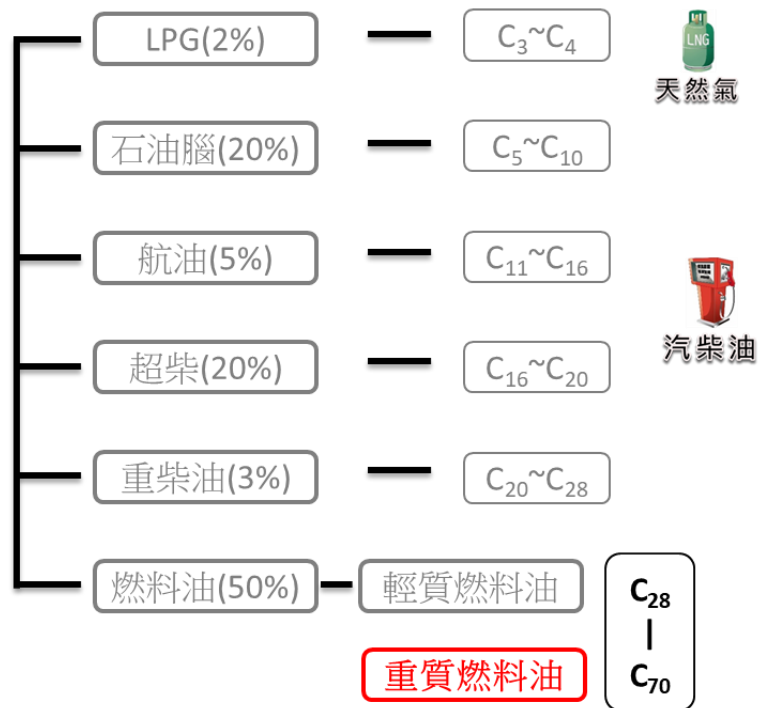 LPG(2%)
C₃~C₄
LNG
天然氣
石油腦(20%)
C₅~C₁₀
航油(5%)
C₁₁~C₁₆
汽柴油
超柴(20%)
C₁₆~C₂₀
重柴油(3%)
C₂₀~C₂₈
燃料油(50%)
輕質燃料油
C₂₈
|
C₇₀
重質燃料油